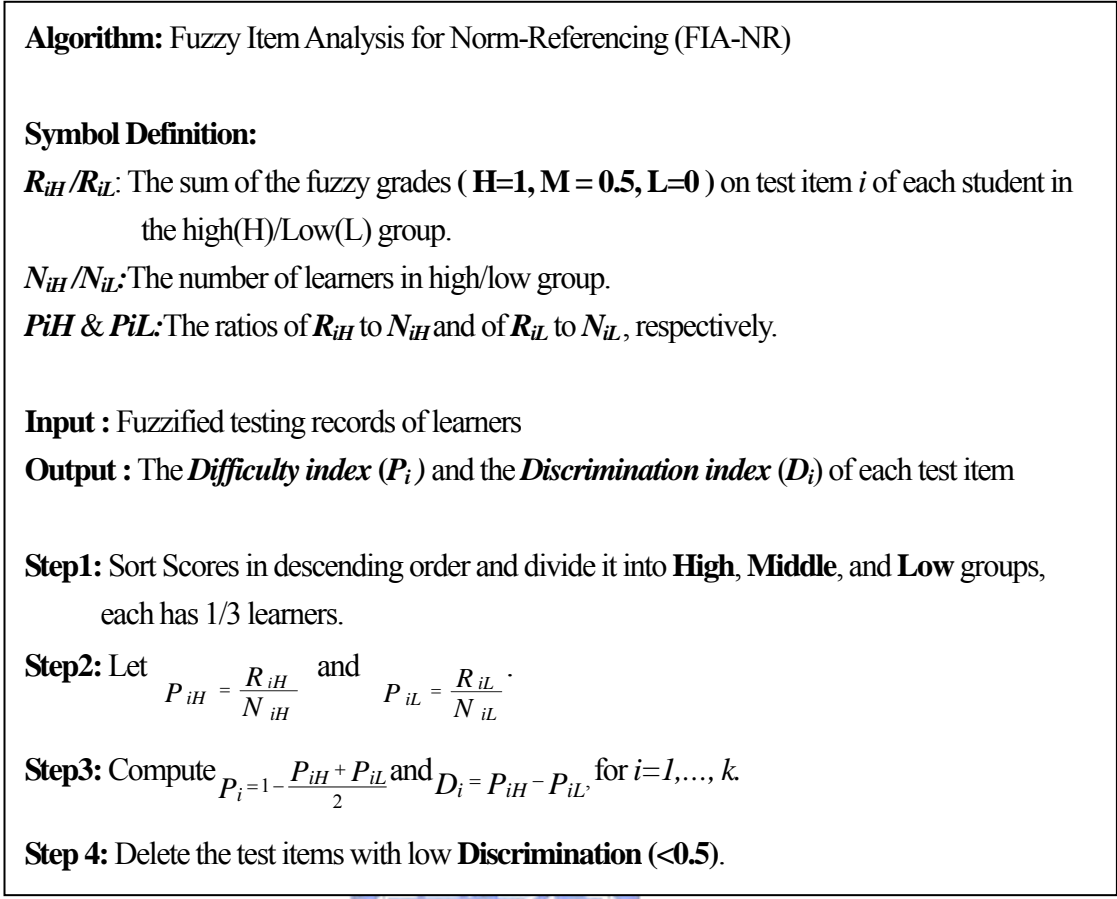 Algorithm: Fuzzy Item Analysis for Norm-Referencing (FIA-NR)
Symbol Definition:
R_iH /R_iL: The sum of the fuzzy grades ( H=1, M = 0.5, L=0 ) on test item i of each student in
the high(H)/Low(L) group.
N_iH /N_iL:The number of learners in high/low group.
PiH & PiL:The ratios of R_iH to N_iH and of R_iL to N_iL, respectively.
Input : Fuzzified testing records of learners
Output : The Difficulty index (P_i ) and the Discrimination index (D_i) of each test item
Step1: Sort Scores in descending order and divide it into High, Middle, and Low groups,
each has 1/3 learners.
Step2: Let P_iH = R_iH / N_iH and P_iL = R_iL / N_iL.
Step3: Compute P_i = 1 − (P_iH + P_iL) / 2 and D_i = P_iH − P_iL, for i=1,..., k.
Step 4: Delete the test items with low Discrimination (<0.5).